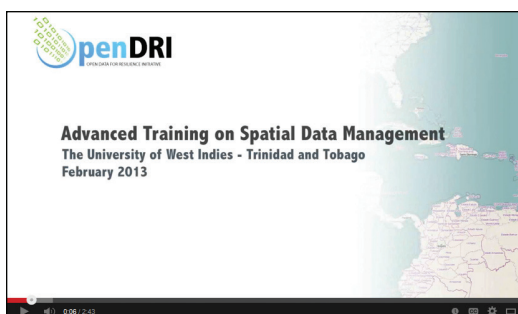 OpenDRI
OPEN DATA FOR RESILIENCE INITIATIVE
Advanced Training on Spatial Data Management
The University of West Indies - Trinidad and Tobago
February 2013
0:06 / 2:43